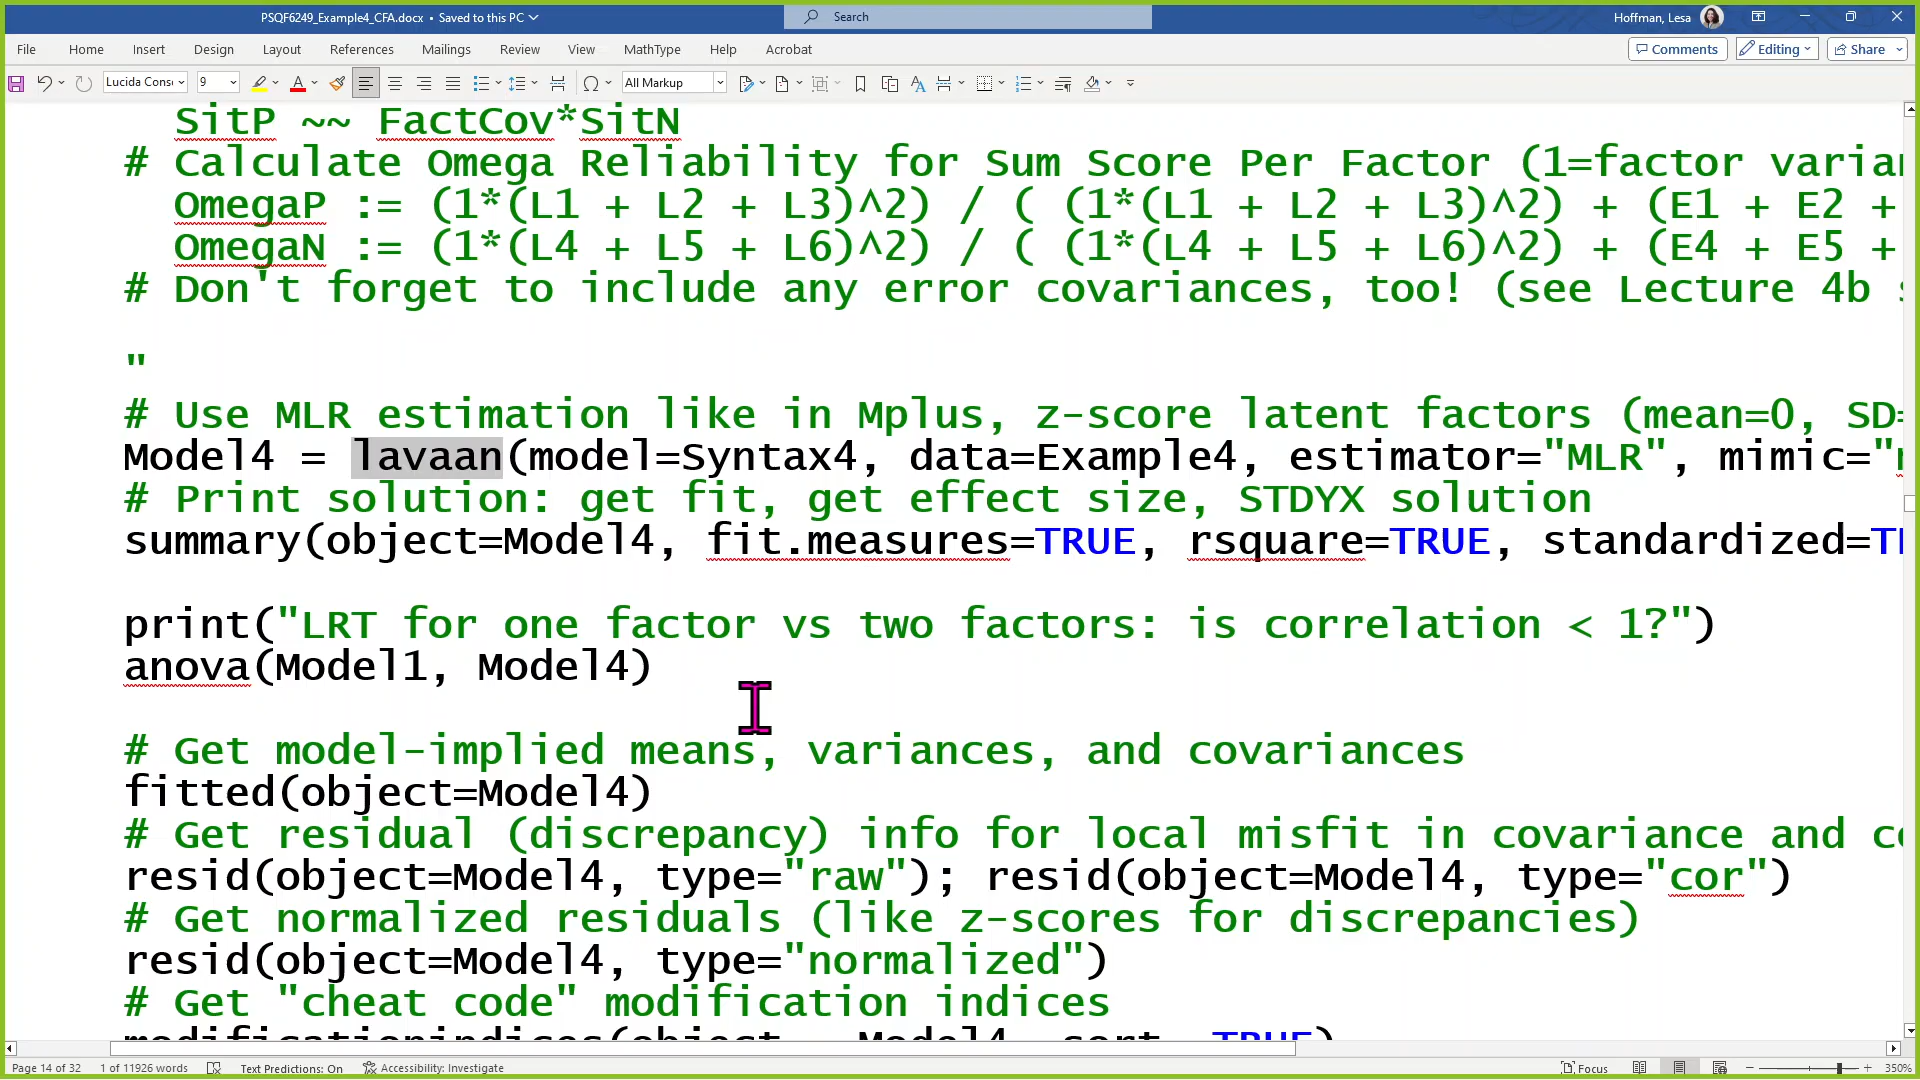 PSQF6249_Example4_CFA.docx • Saved to this PC
Search
Hoffman, Lesa
File Home Insert Design Layout References Mailings Review View MathType Help Acrobat
Comments Editing Share
Lucida Cons 9 All Markup
SitP ~~ FactCov*SitN
# Calculate Omega Reliability for Sum Score Per Factor (1=factor varian
OmegaP := (1*(L1 + L2 + L3)^2) / ( (1*(L1 + L2 + L3)^2) + (E1 + E2 +
OmegaN := (1*(L4 + L5 + L6)^2) / ( (1*(L4 + L5 + L6)^2) + (E4 + E5 +
# Don't forget to include any error covariances, too! (see Lecture 4b
"
# Use MLR estimation like in Mplus, z-score latent factors (mean=0, SD=
Model4 = lavaan(model=Syntax4, data=Example4, estimator="MLR", mimic="
# Print solution: get fit, get effect size, STDYX solution
summary(object=Model4, fit.measures=TRUE, rsquare=TRUE, standardized=T
print("LRT for one factor vs two factors: is correlation < 1?")
anova(Model1, Model4)
# Get model-implied means, variances, and covariances
fitted(object=Model4)
# Get residual (discrepancy) info for local misfit in covariance and co
resid(object=Model4, type="raw"); resid(object=Model4, type="cor")
# Get normalized residuals (like z-scores for discrepancies)
resid(object=Model4, type="normalized")
# Get "cheat code" modification indices
modificationindices(object = Model4, sort = TRUE)
Page 14 of 32 1 of 11926 words Text Predictions: On Accessibility: Investigate Focus 350%